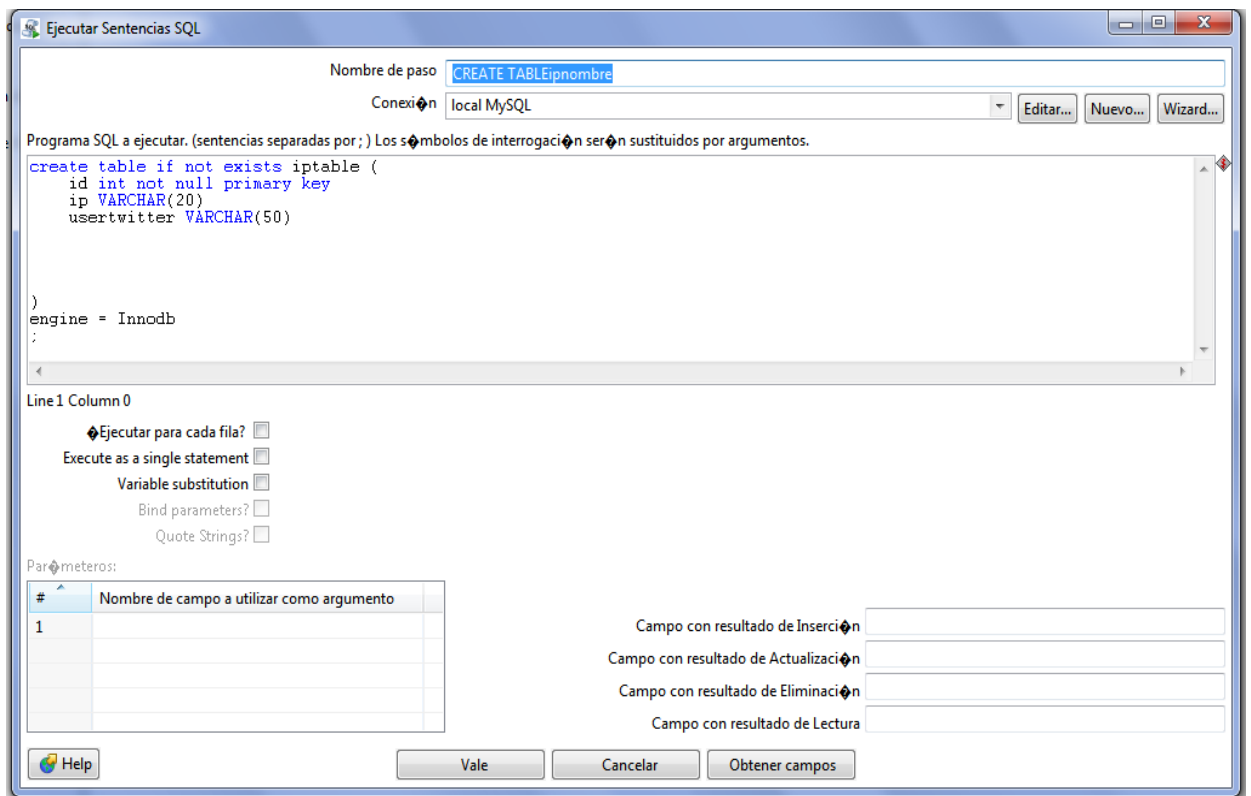 Ejecutar Sentencias SQL
Nombre de paso CREATE TABLEipnombre
Conexi�n local MySQL Editar... Nuevo... Wizard...
Programa SQL a ejecutar. (sentencias separadas por ; ) Los s�mbolos de interrogaci�n ser�n sustituidos por argumentos.
create table if not exists iptable (
    id int not null primary key
    ip VARCHAR(20)
    usertwitter VARCHAR(50)
)
engine = Innodb
;
Line 1 Column 0
�Ejecutar para cada fila?
Execute as a single statement
Variable substitution
Bind parameters?
Quote Strings?
Par�meteros:
# Nombre de campo a utilizar como argumento
1
Campo con resultado de Inserci�n
Campo con resultado de Actualizaci�n
Campo con resultado de Eliminaci�n
Campo con resultado de Lectura
Help Vale Cancelar Obtener campos